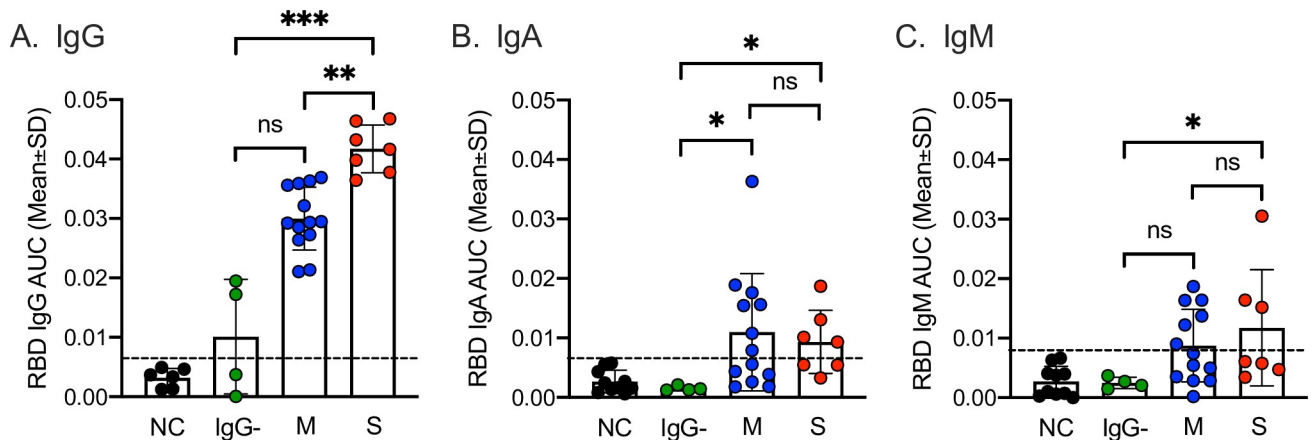 A. IgG
***
**
ns
RBD IgG AUC (Mean±SD)
0.05
0.04
0.03
0.02
0.01
0.00
NC IgG- M S
B. IgA
*
ns
*
RBD IgA AUC (Mean±SD)
0.05
0.04
0.03
0.02
0.01
0.00
NC IgG- M S
C. IgM
*
ns
ns
RBD IgM AUC (Mean±SD)
0.05
0.04
0.03
0.02
0.01
0.00
NC IgG- M S